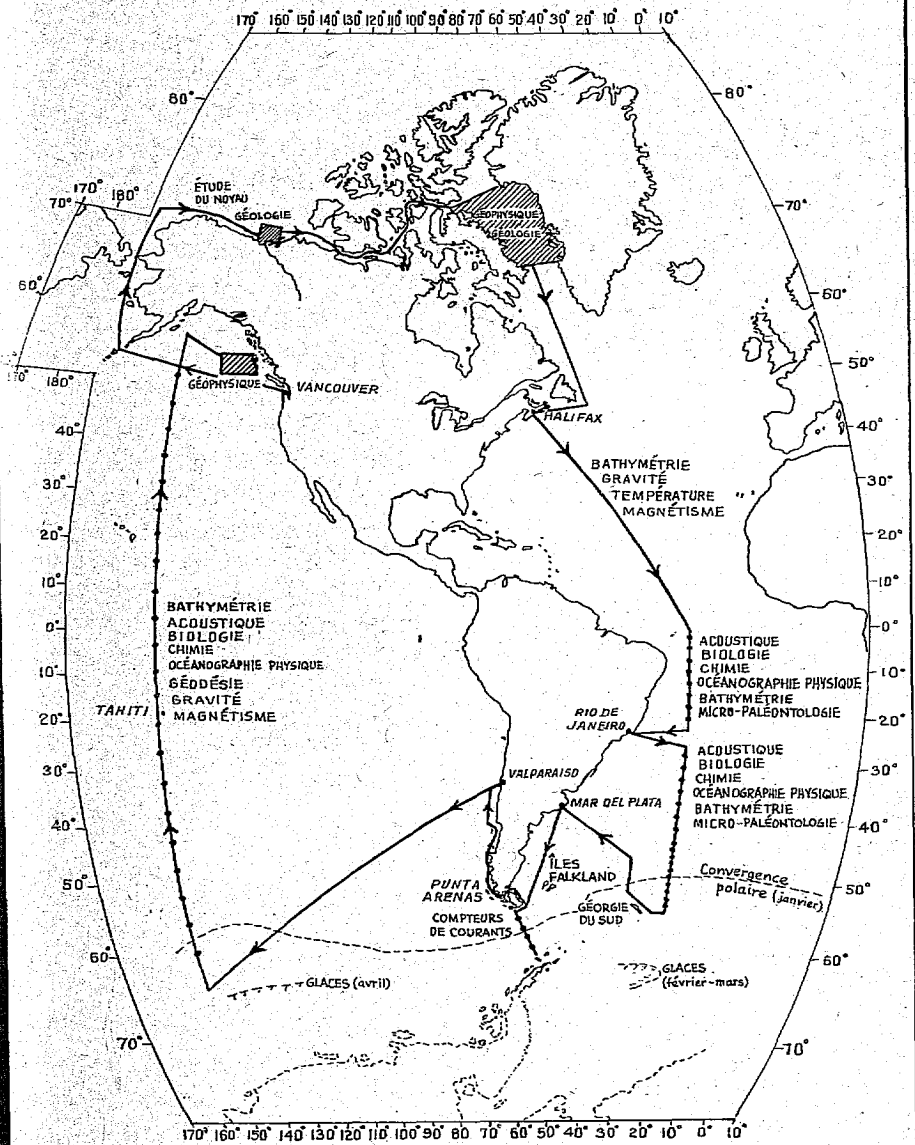 170° 160° 150° 140° 130° 120° 110° 100° 90° 80° 70° 60° 50° 40° 30° 20° 10° 0° 10°
80°
80°
170°
180°
70°
70°
ÉTUDE
DU NOYAU
GÉOLOGIE
GÉOPHYSIQUE
GÉOLOGIE
60°
60°
50°
180°
GÉOPHYSIQUE
VANCOUVER
HALIFAX
40°
40°
BATHYMÉTRIE
GRAVITÉ
TEMPÉRATURE
MAGNÉTISME
30°
30°
20°
20°
10°
10°
0°
0°
BATHYMÉTRIE
ACOUSTIQUE
BIOLOGIE
CHIMIE
OCÉANOGRAPHIE PHYSIQUE
GÉODÉSIE
GRAVITÉ
MAGNÉTISME
ACOUSTIQUE
BIOLOGIE
CHIMIE
OCÉANOGRAPHIE PHYSIQUE
BATHYMÉTRIE
MICRO-PALÉONTOLOGIE
10°
10°
TAHITI
20°
20°
RIO DE
JANEIRO
ACOUSTIQUE
BIOLOGIE
CHIMIE
OCÉANOGRAPHIE PHYSIQUE
BATHYMÉTRIE
MICRO-PALÉONTOLOGIE
30°
30°
VALPARAISO
MAR DEL PLATA
40°
40°
ÎLES
FALKLAND
PUNTA
ARENAS
Convergence
polaire (janvier)
50°
50°
COMPTEURS
DE COURANTS
GÉORGIE
DU SUD
60°
60°
GLACES (avril)
GLACES
(février-mars)
70°
70°
170° 160° 150° 140° 130° 120° 110° 100° 90° 80° 70° 60° 50° 40° 30° 20° 10° 0° 10°